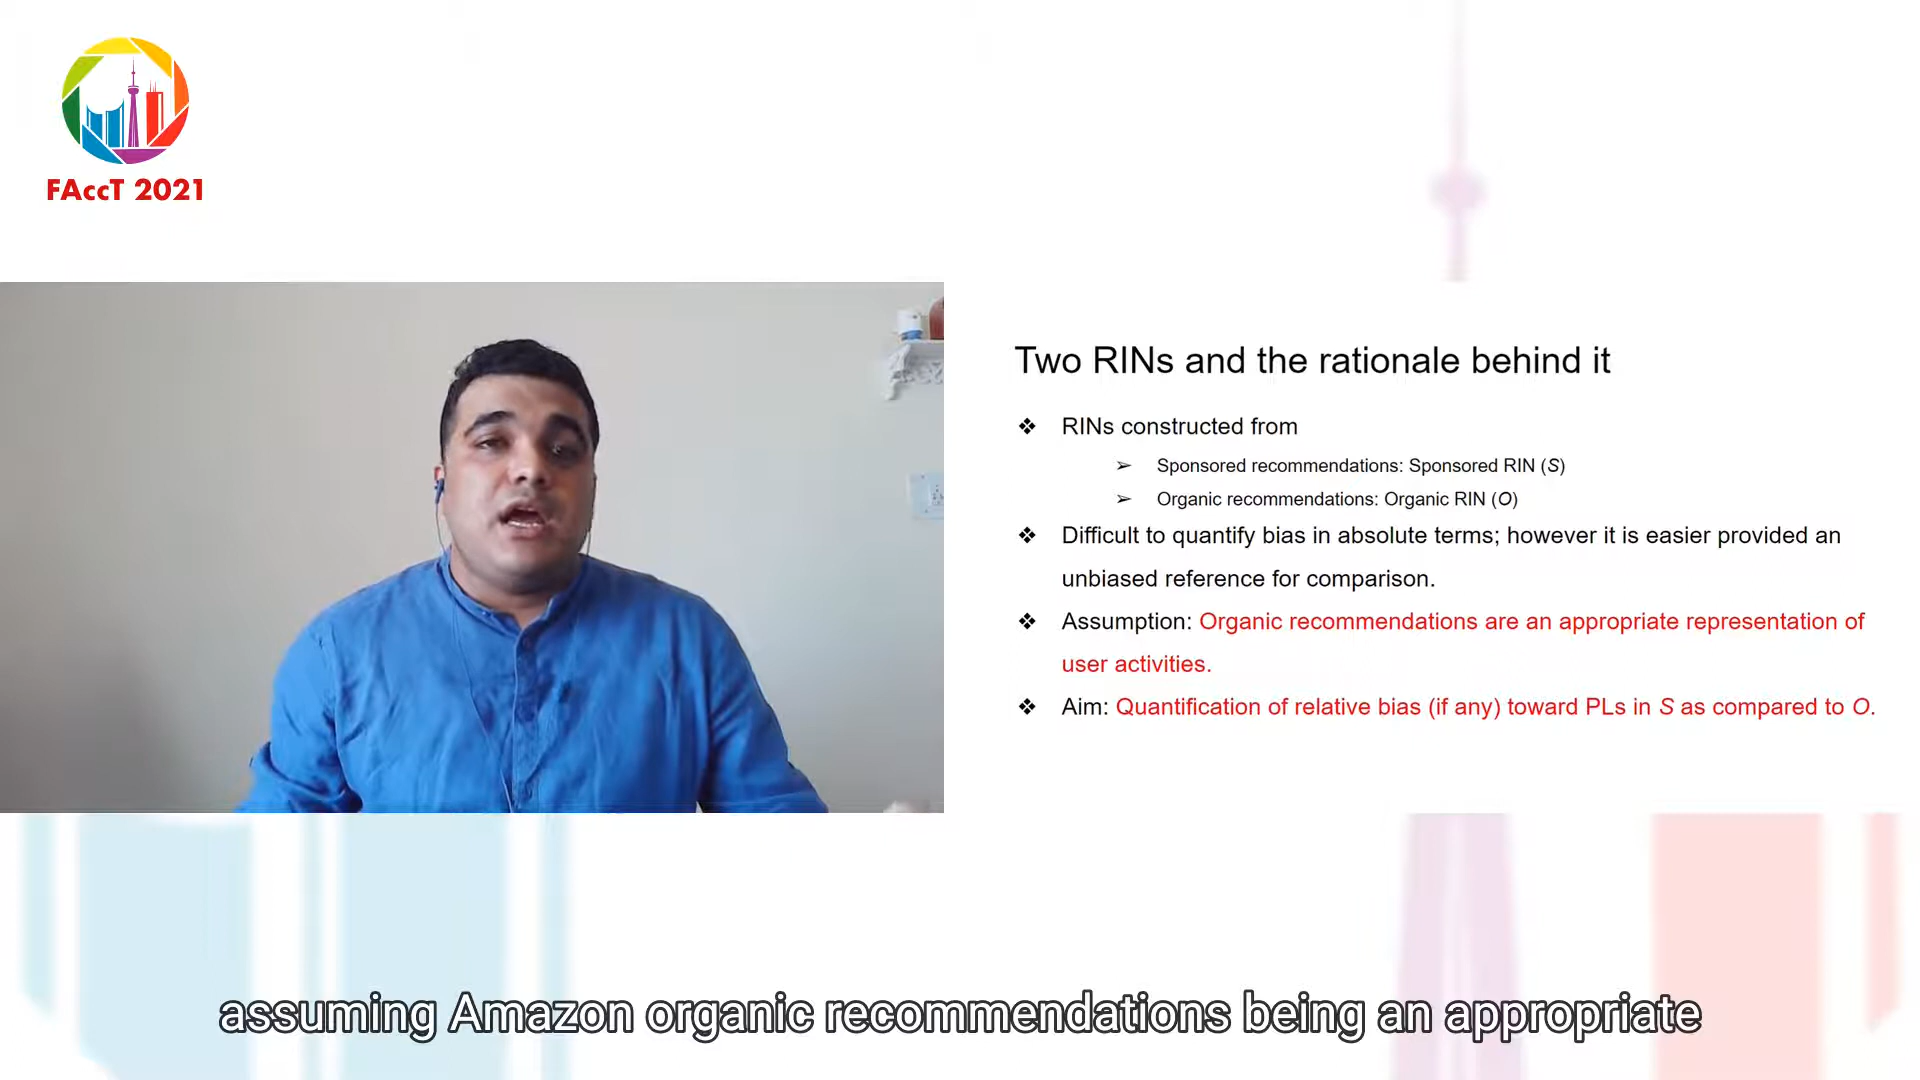 FAccT 2021
Two RINs and the rationale behind it
❖ RINs constructed from
➢ Sponsored recommendations: Sponsored RIN (S)
➢ Organic recommendations: Organic RIN (O)
❖ Difficult to quantify bias in absolute terms; however it is easier provided an
unbiased reference for comparison.
❖ Assumption: Organic recommendations are an appropriate representation of
user activities.
❖ Aim: Quantification of relative bias (if any) toward PLs in S as compared to O.
assuming Amazon organic recommendations being an appropriate